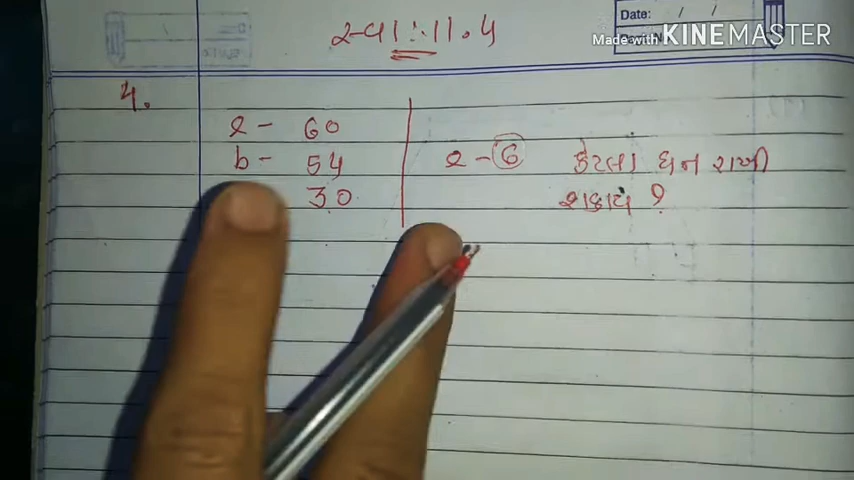 સ્વા:11.4
Date: / /
Made with KINEMASTER
4.
l - 60
b - 54
30
l - 6
કેટલા ઘન રાખી
શકાય ?